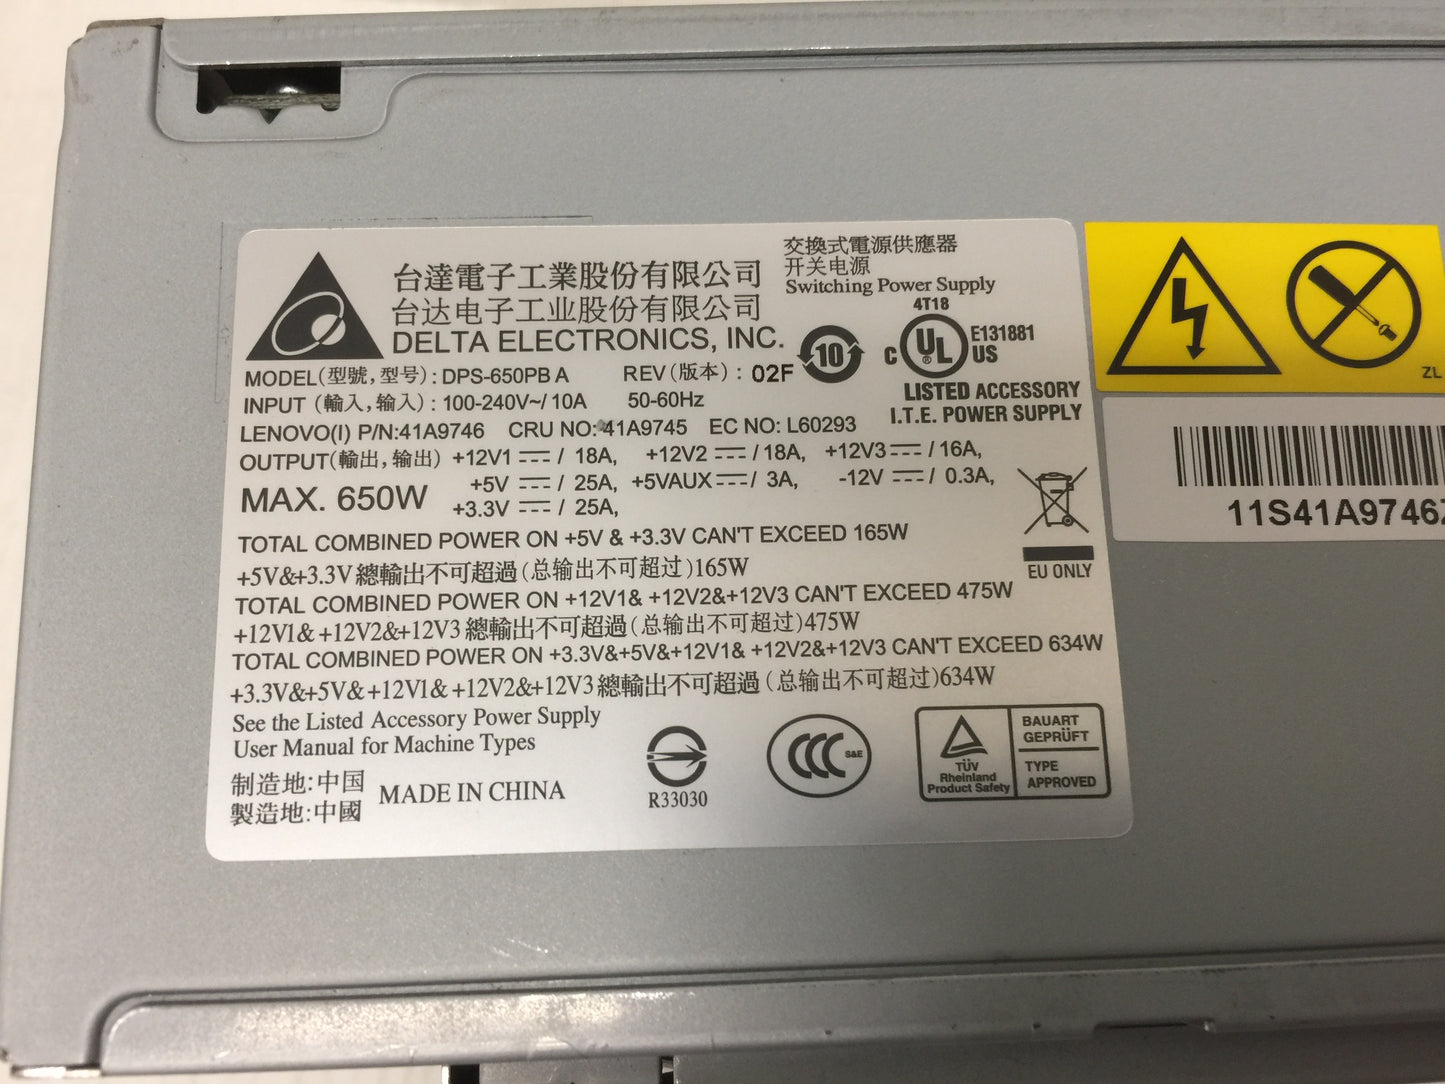 台達電子工業股份有限公司
台达电子工业股份有限公司
DELTA ELECTRONICS, INC.
交換式電源供應器
开关电源
Switching Power Supply
4T18
10
c UL US
E131881
LISTED ACCESSORY
I.T.E. POWER SUPPLY
MODEL(型號,型号): DPS-650PB A REV(版本): 02F
INPUT (輸入,输入): 100-240V~/ 10A 50-60Hz
LENOVO(I) P/N:41A9746 CRU NO: 41A9745 EC NO: L60293
OUTPUT(輸出,输出) +12V1 ⎓ / 18A, +12V2 ⎓ / 18A, +12V3 ⎓ / 16A,
+5V ⎓ / 25A, +5VAUX ⎓ / 3A, -12V ⎓ / 0.3A,
MAX. 650W +3.3V ⎓ / 25A,
TOTAL COMBINED POWER ON +5V & +3.3V CAN'T EXCEED 165W
+5V&+3.3V 總輸出不可超過(总输出不可超过)165W
TOTAL COMBINED POWER ON +12V1& +12V2&+12V3 CAN'T EXCEED 475W
+12V1& +12V2&+12V3 總輸出不可超過(总输出不可超过)475W
TOTAL COMBINED POWER ON +3.3V&+5V&+12V1& +12V2&+12V3 CAN'T EXCEED 634W
+3.3V&+5V& +12V1& +12V2&+12V3 總輸出不可超過(总输出不可超过)634W
EU ONLY
See the Listed Accessory Power Supply
User Manual for Machine Types
制造地:中国
製造地:中國
MADE IN CHINA
R33030
CCC S&E
TÜV
Rheinland
Product Safety
BAUART
GEPRÜFT
TYPE
APPROVED
ZL
11S41A9746